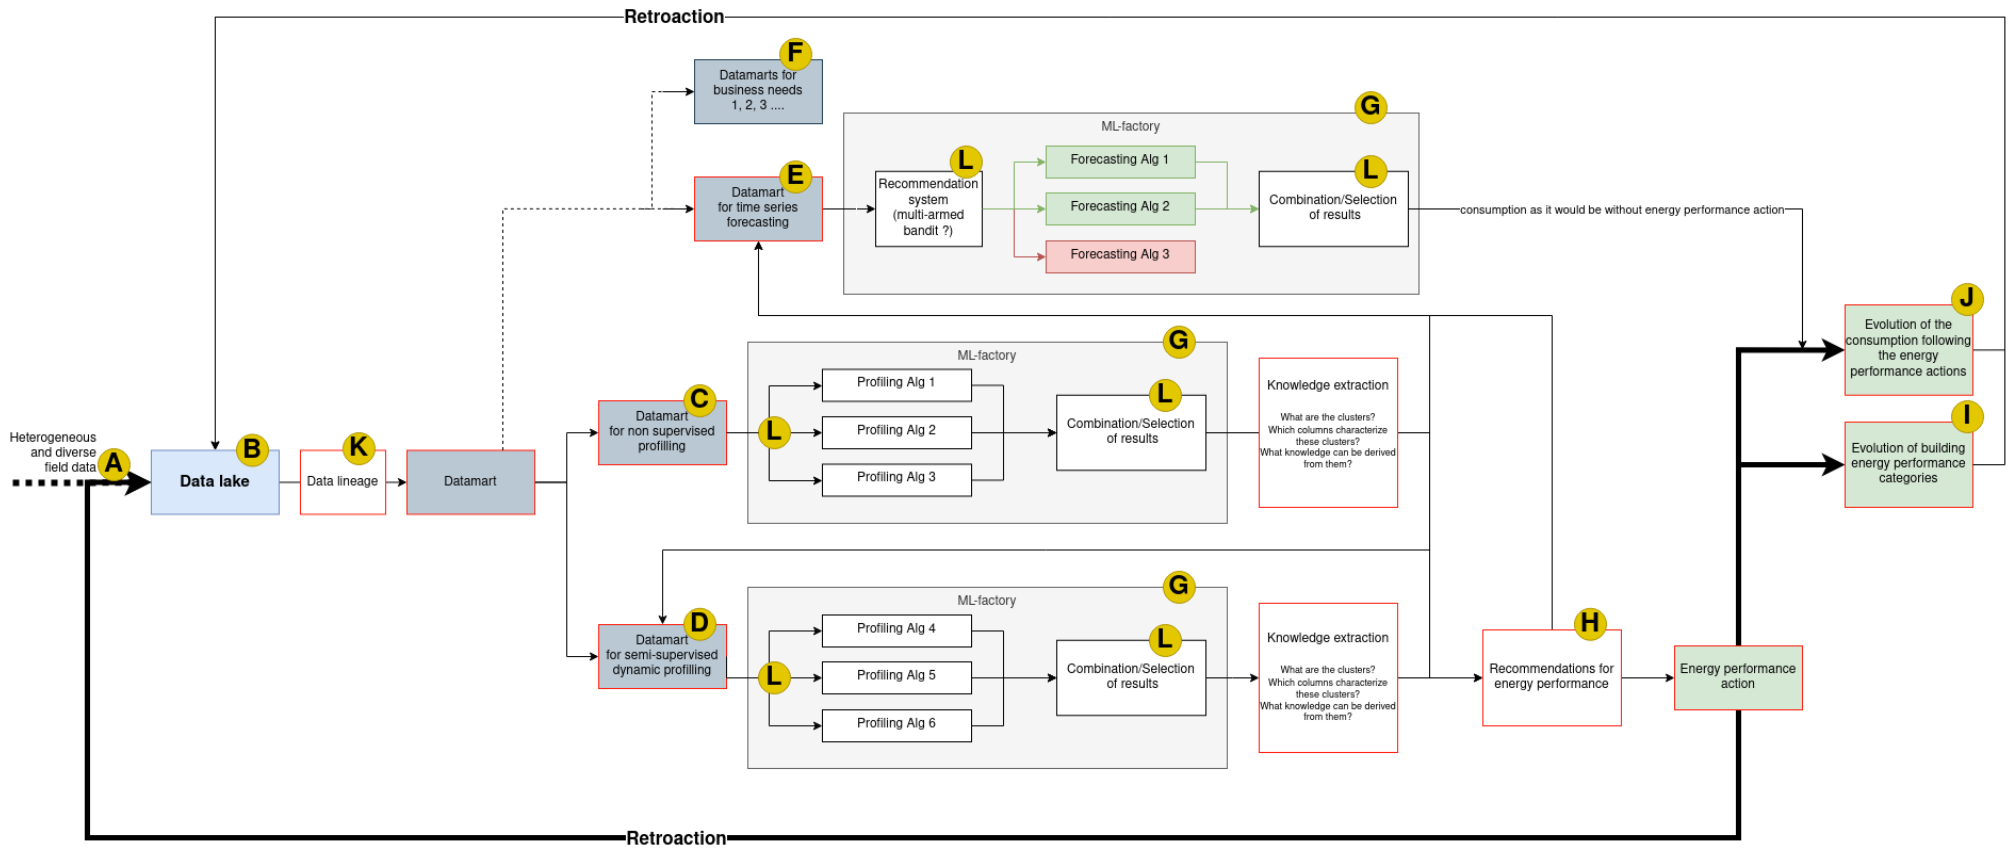 Retroaction
F
Datamarts for
business needs
1, 2, 3 ....
G
ML-factory
E
Datamart
for time series
forecasting
L
Recommendation
system
(multi-armed
bandit ?)
Forecasting Alg 1
Forecasting Alg 2
Forecasting Alg 3
L
Combination/Selection
of results
consumption as it would be without energy performance action
J
Evolution of the
consumption following
the energy
performance actions
I
Evolution of building
energy performance
categories
Heterogeneous
and diverse
field data
A
B
Data lake
K
Data lineage
Datamart
C
Datamart
for non supervised
profilling
G
ML-factory
L
Profiling Alg 1
Profiling Alg 2
Profiling Alg 3
L
Combination/Selection
of results
Knowledge extraction
What are the clusters?
Which columns characterize
these clusters?
What knowledge can be derived
from them?
D
Datamart
for semi-supervised
dynamic profilling
G
ML-factory
L
Profiling Alg 4
Profiling Alg 5
Profiling Alg 6
L
Combination/Selection
of results
Knowledge extraction
What are the clusters?
Which columns characterize
these clusters?
What knowledge can be derived
from them?
H
Recommendations for
energy performance
Energy performance
action
Retroaction